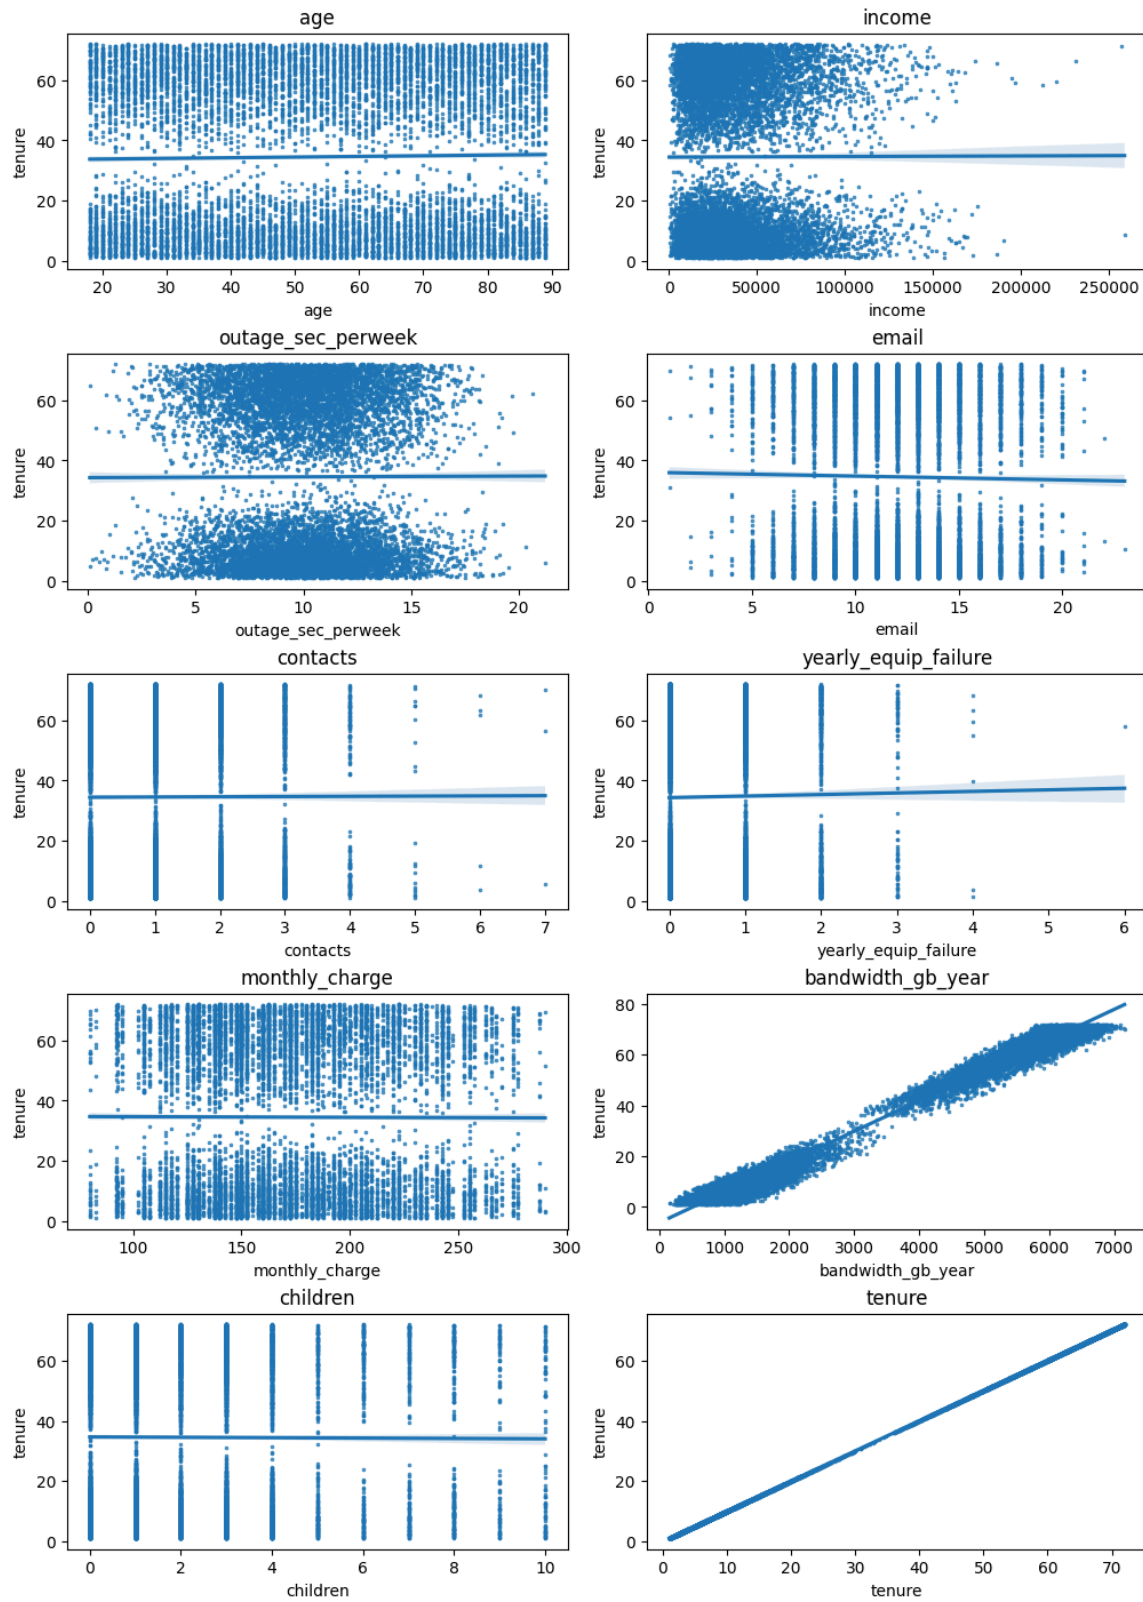 age
60
40
20
0
tenure
20 30 40 50 60 70 80 90
age
income
60
40
20
0
tenure
0 50000 100000 150000 200000 250000
income
outage_sec_perweek
60
40
20
0
tenure
0 5 10 15 20
outage_sec_perweek
email
60
40
20
0
tenure
0 5 10 15 20
email
contacts
60
40
20
0
tenure
0 1 2 3 4 5 6 7
contacts
yearly_equip_failure
60
40
20
0
tenure
0 1 2 3 4 5 6
yearly_equip_failure
monthly_charge
60
40
20
0
tenure
100 150 200 250 300
monthly_charge
bandwidth_gb_year
80
60
40
20
0
tenure
0 1000 2000 3000 4000 5000 6000 7000
bandwidth_gb_year
children
60
40
20
0
tenure
0 2 4 6 8 10
children
tenure
60
40
20
0
tenure
0 10 20 30 40 50 60 70
tenure